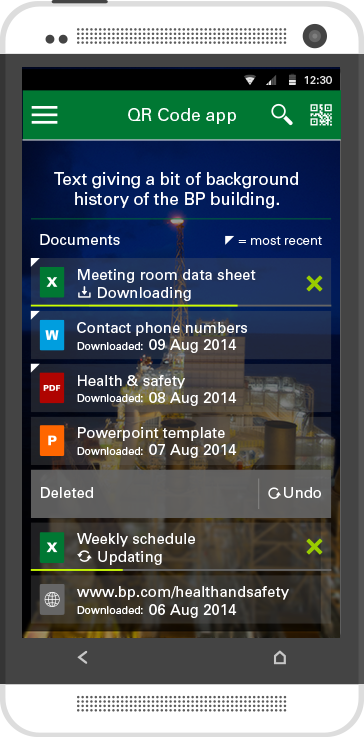 12:30
QR Code app
Text giving a bit of background
history of the BP building.
Documents
= most recent
X
Meeting room data sheet
Downloading
W
Contact phone numbers
Downloaded: 09 Aug 2014
PDF
Health & safety
Downloaded: 08 Aug 2014
P
Powerpoint template
Downloaded: 07 Aug 2014
Deleted
Undo
X
Weekly schedule
Updating
www.bp.com/healthandsafety
Downloaded: 06 Aug 2014